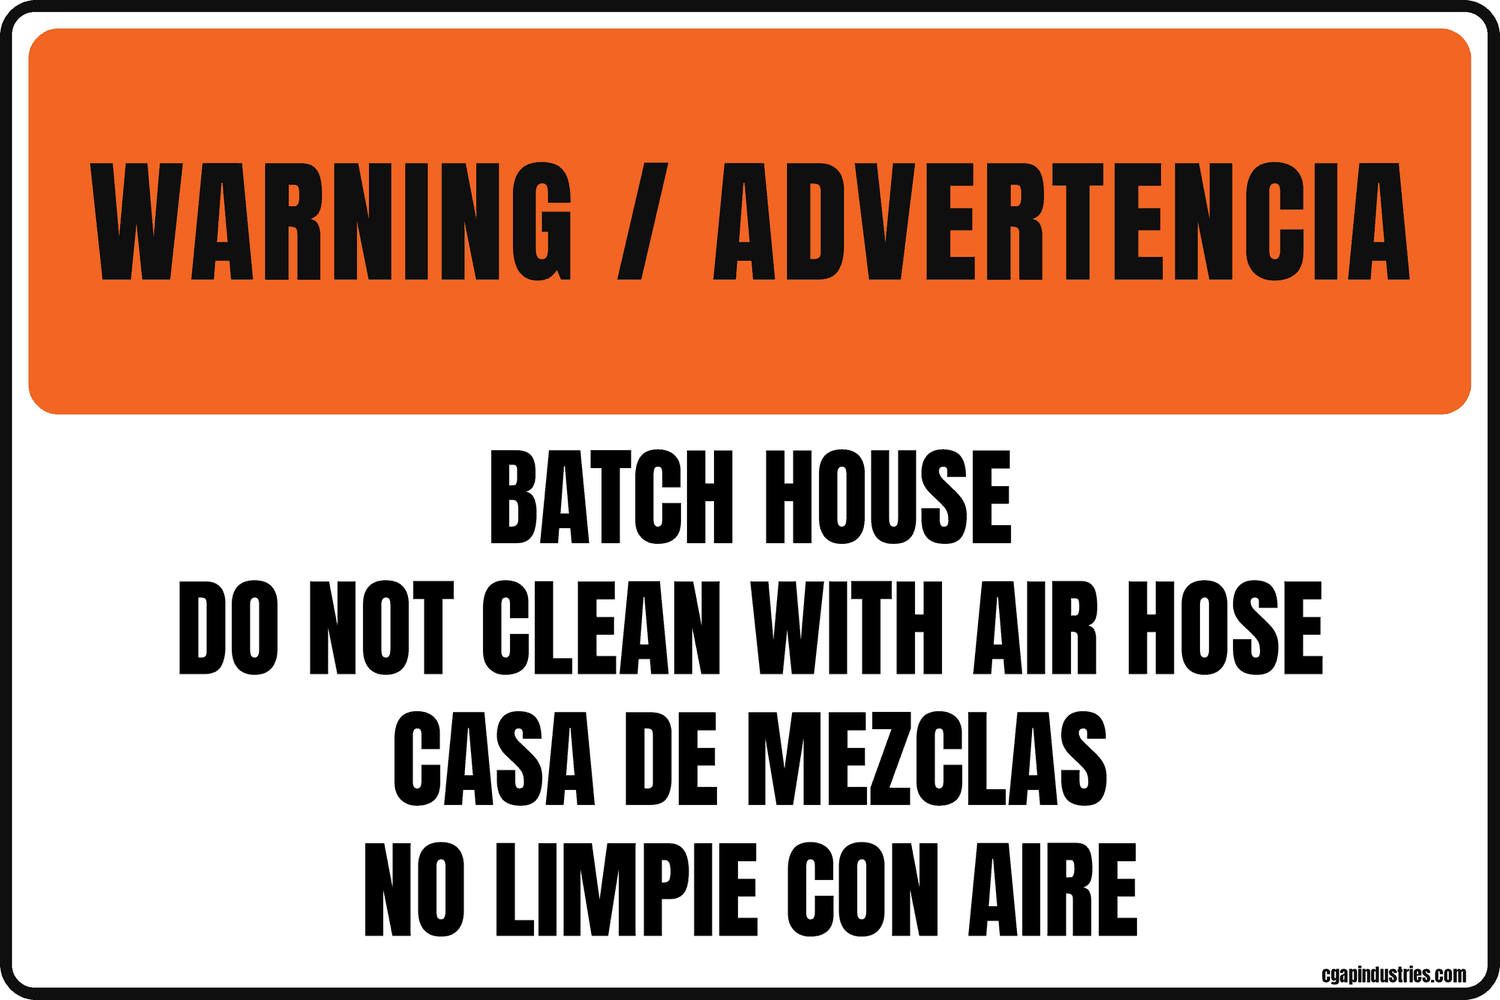 WARNING / ADVERTENCIA
BATCH HOUSE
DO NOT CLEAN WITH AIR HOSE
CASA DE MEZCLAS
NO LIMPIE CON AIRE
cgapindustries.com